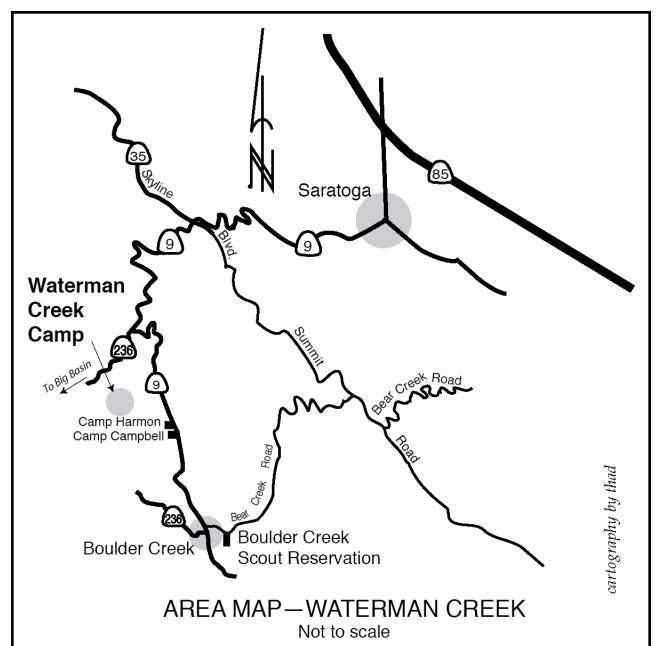 N
85
35
Skyline
Saratoga
9
9
Blvd.
Waterman
Creek
Camp
236
To Big Basin
9
Summit
Bear Creek Road
Camp Harmon
Camp Campbell
Road
Bear Creek Road
236
Boulder Creek
Boulder Creek
Scout Reservation
cartography by thad
AREA MAP—WATERMAN CREEK
Not to scale